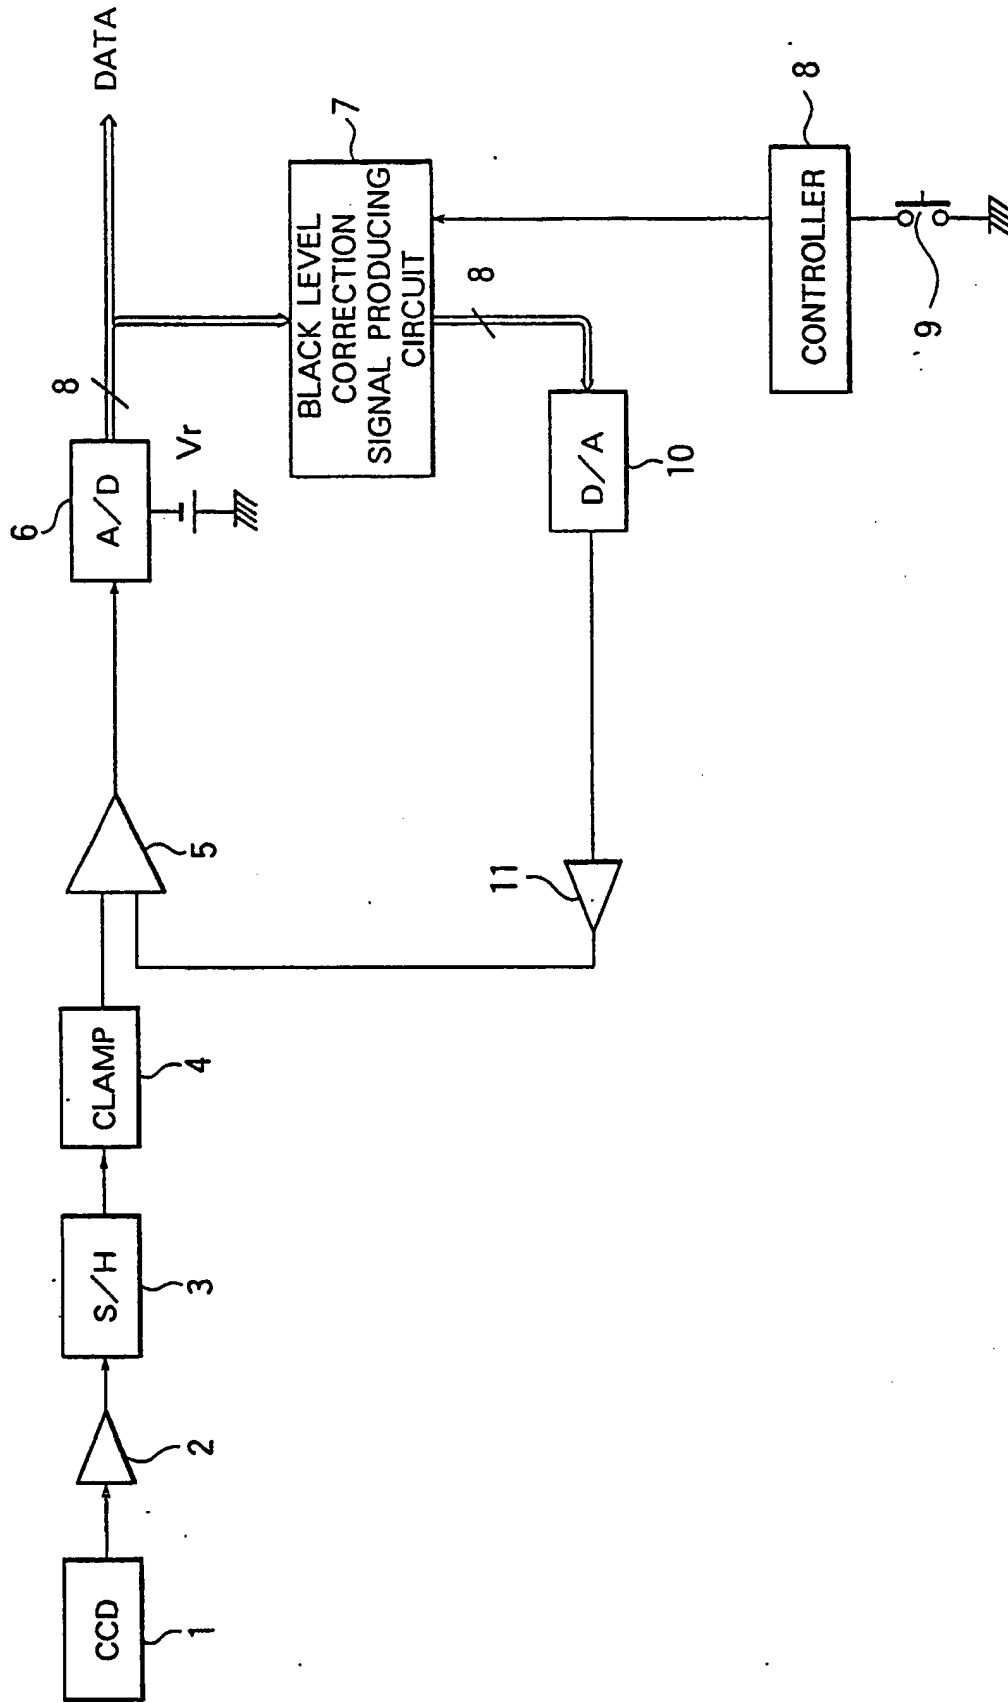 CCD
1
2
S/H
3
CLAMP
4
5
A/D
6
Vr
8
DATA
BLACK LEVEL
CORRECTION
SIGNAL PRODUCING
CIRCUIT
7
8
D/A
10
11
CONTROLLER
8
9